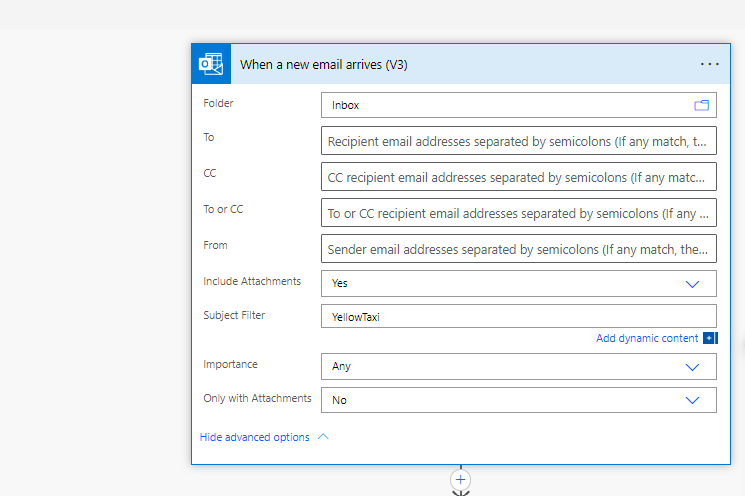 When a new email arrives (V3)
Folder
Inbox
To
Recipient email addresses separated by semicolons (If any match, t...
CC
CC recipient email addresses separated by semicolons (If any matc...
To or CC
To or CC recipient email addresses separated by semicolons (If any ...
From
Sender email addresses separated by semicolons (If any match, the...
Include Attachments
Yes
Subject Filter
YellowTaxi
Add dynamic content
Importance
Any
Only with Attachments
No
Hide advanced options